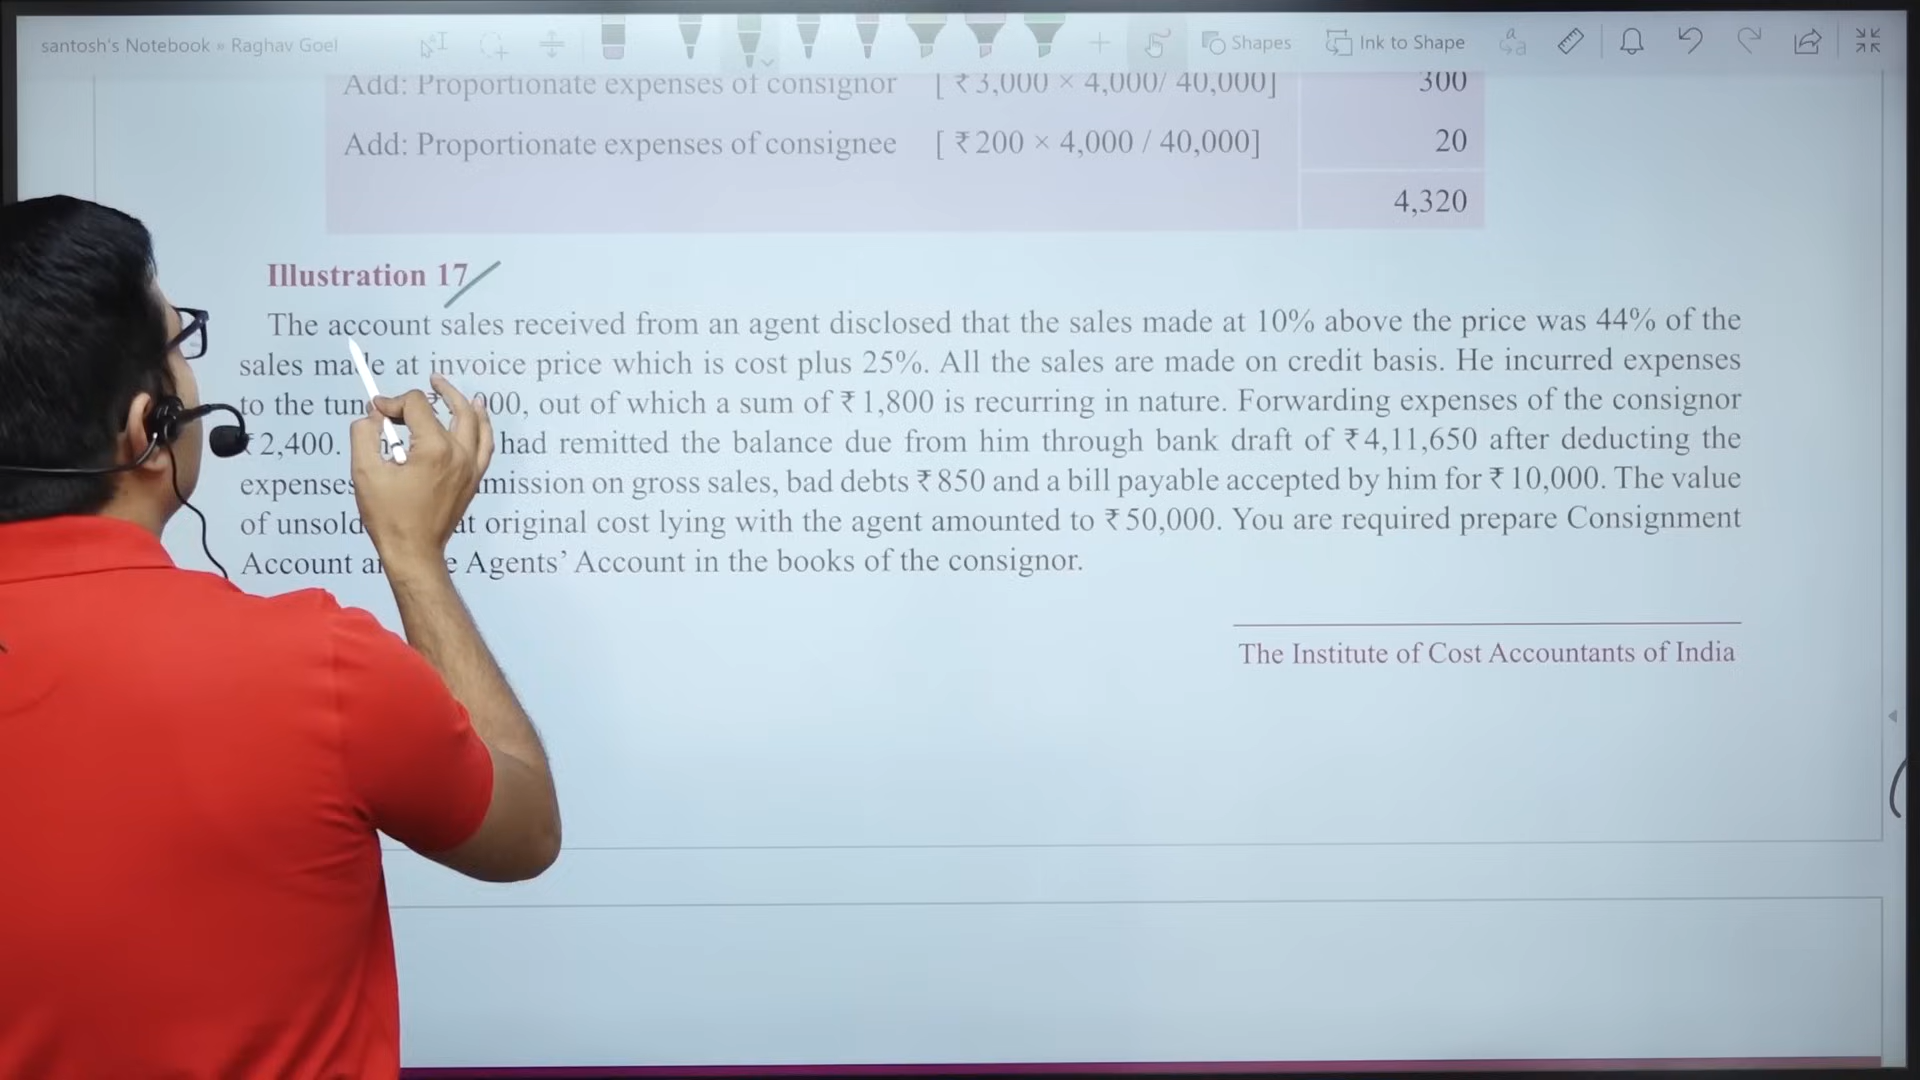 santosh's Notebook » Raghav Goel
Shapes
Ink to Shape
Add: Proportionate expenses of consignor [ ₹ 3,000 × 4,000/ 40,000] 300
Add: Proportionate expenses of consignee [ ₹ 200 × 4,000 / 40,000] 20
4,320
Illustration 17
The account sales received from an agent disclosed that the sales made at 10% above the price was 44% of the
sales made at invoice price which is cost plus 25%. All the sales are made on credit basis. He incurred expenses
to the out of which a sum of ₹ 1,800 is recurring in nature. Forwarding expenses of the consignor
₹ 2,400. had remitted the balance due from him through bank draft of ₹ 4,11,650 after deducting the
expenses on gross sales, bad debts ₹ 850 and a bill payable accepted by him for ₹ 10,000. The value
of unsold at original cost lying with the agent amounted to ₹ 50,000. You are required prepare Consignment
Account Agents' Account in the books of the consignor.
The Institute of Cost Accountants of India